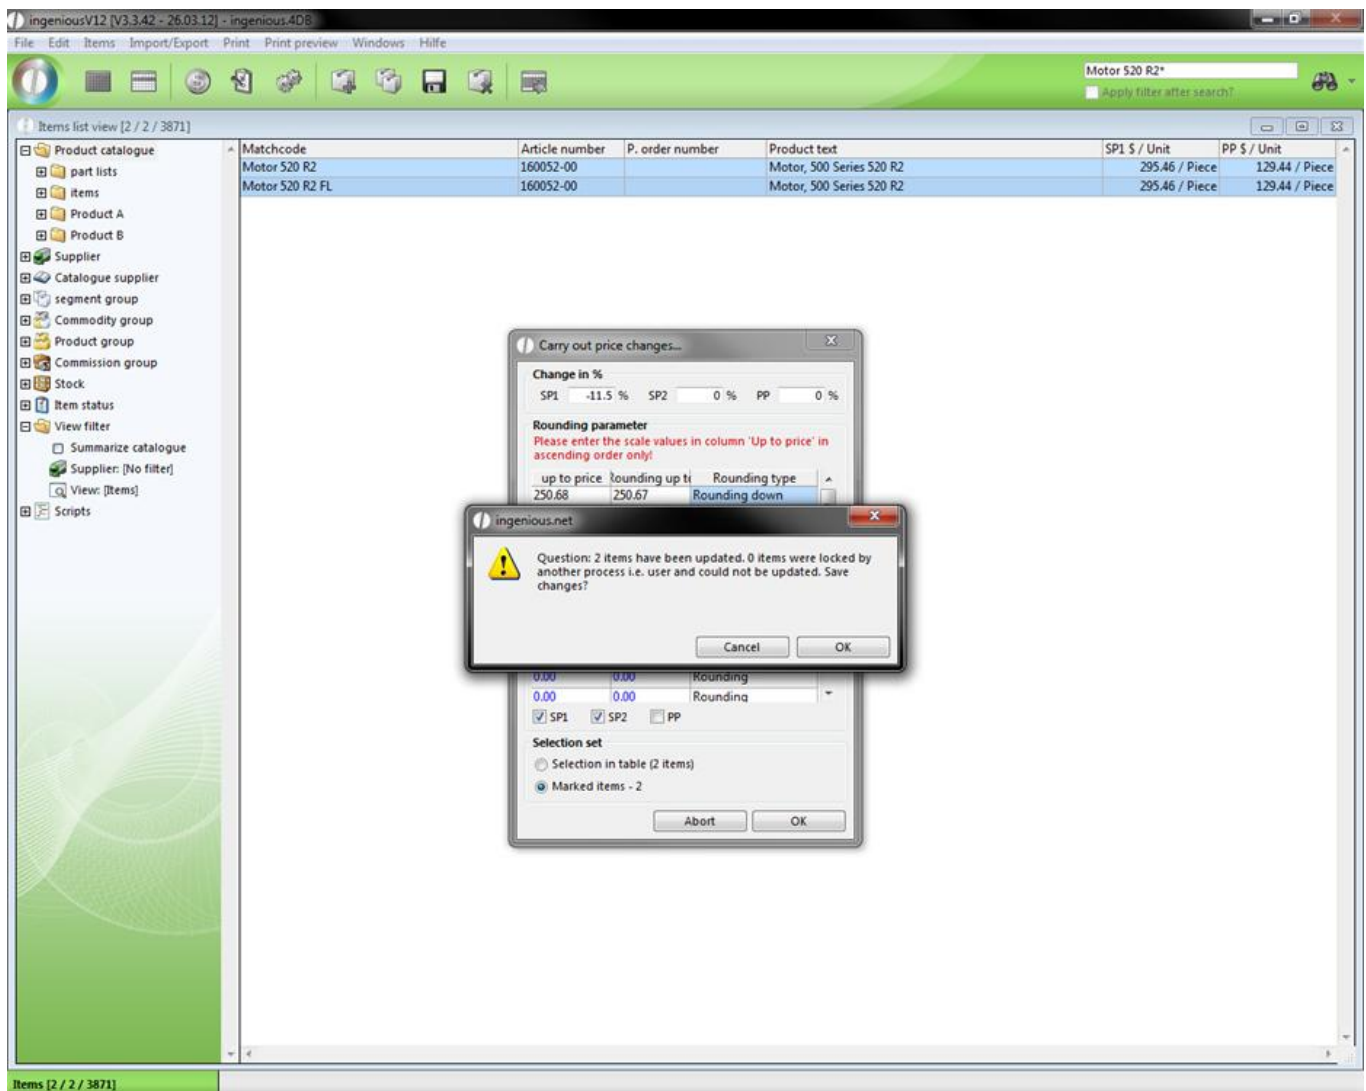 ingeniousV12 [V3.3.42 - 26.03.12] - ingenious.4DB
File Edit Items Import/Export Print Print preview Windows Hilfe
Motor 520 R2*
Apply filter after search?
Items list view [2 / 2 / 3871]
Product catalogue
part lists
items
Product A
Product B
Supplier
Catalogue supplier
segment group
Commodity group
Product group
Commission group
Stock
Item status
View filter
Summarize catalogue
Supplier: [No filter]
View: [Items]
Scripts
Matchcode Article number P. order number Product text SP1 $ / Unit PP $ / Unit
Motor 520 R2 160052-00 Motor, 500 Series 520 R2 295.46 / Piece 129.44 / Piece
Motor 520 R2 FL 160052-00 Motor, 500 Series 520 R2 295.46 / Piece 129.44 / Piece
Carry out price changes...
Change in %
SP1 -11.5 % SP2 0 % PP 0 %
Rounding parameter
Please enter the scale values in column 'Up to price' in
ascending order only!
up to price Rounding up to Rounding type
250.68 250.67 Rounding down
ingenious.net
Question: 2 items have been updated. 0 items were locked by
another process i.e. user and could not be updated. Save
changes?
Cancel OK
0.00 0.00 Rounding
0.00 0.00 Rounding
SP1 SP2 PP
Selection set
Selection in table (2 items)
Marked items - 2
Abort OK
Items [2 / 2 / 3871]